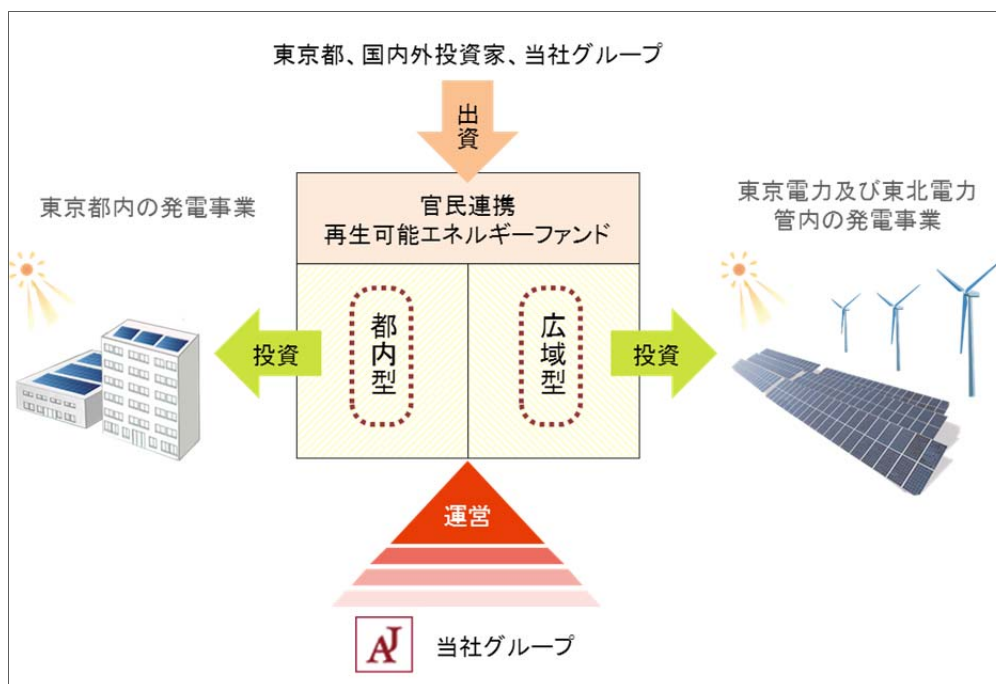 東京都、国内外投資家、当社グループ
出資
東京都内の発電事業
官民連携
再生可能エネルギーファンド
東京電力及び東北電力
管内の発電事業
投資
都内型
広域型
投資
運営
AJ
当社グループ